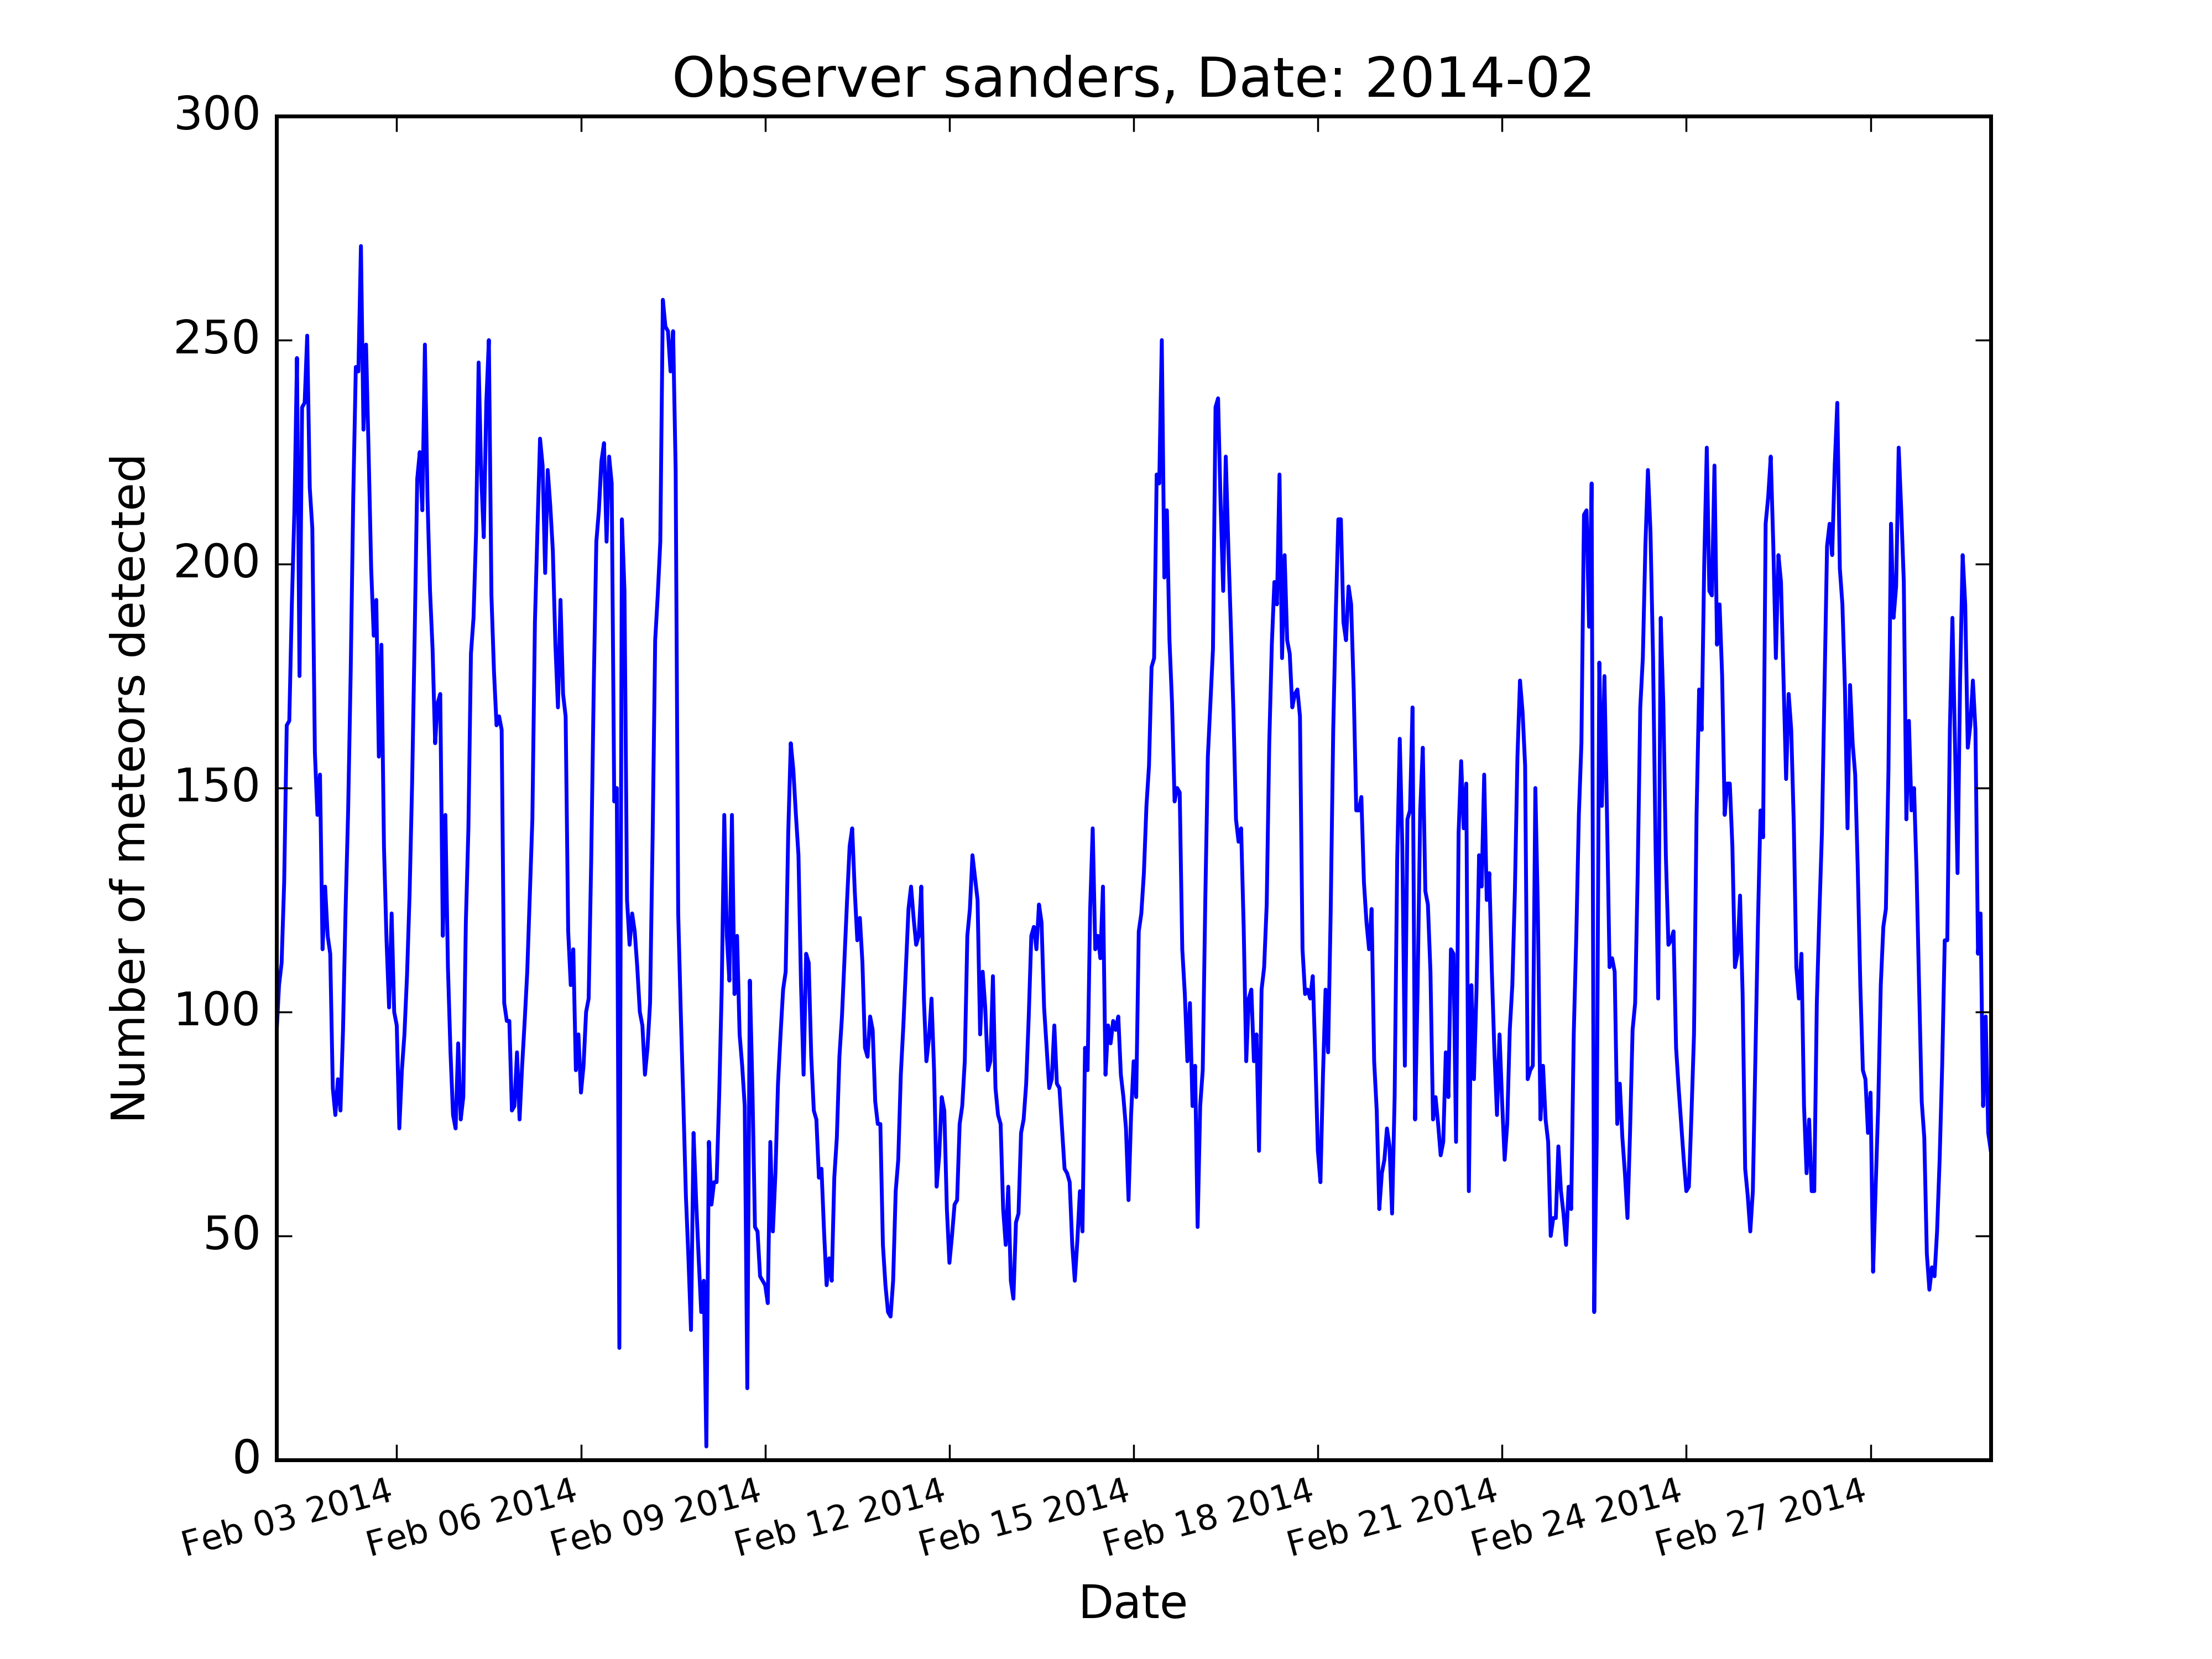 Observer sanders, Date: 2014-02
300
250
200
150
100
50
0
Number of meteors detected
Feb 03 2014
Feb 06 2014
Feb 09 2014
Feb 12 2014
Feb 15 2014
Feb 18 2014
Feb 21 2014
Feb 24 2014
Feb 27 2014
Date